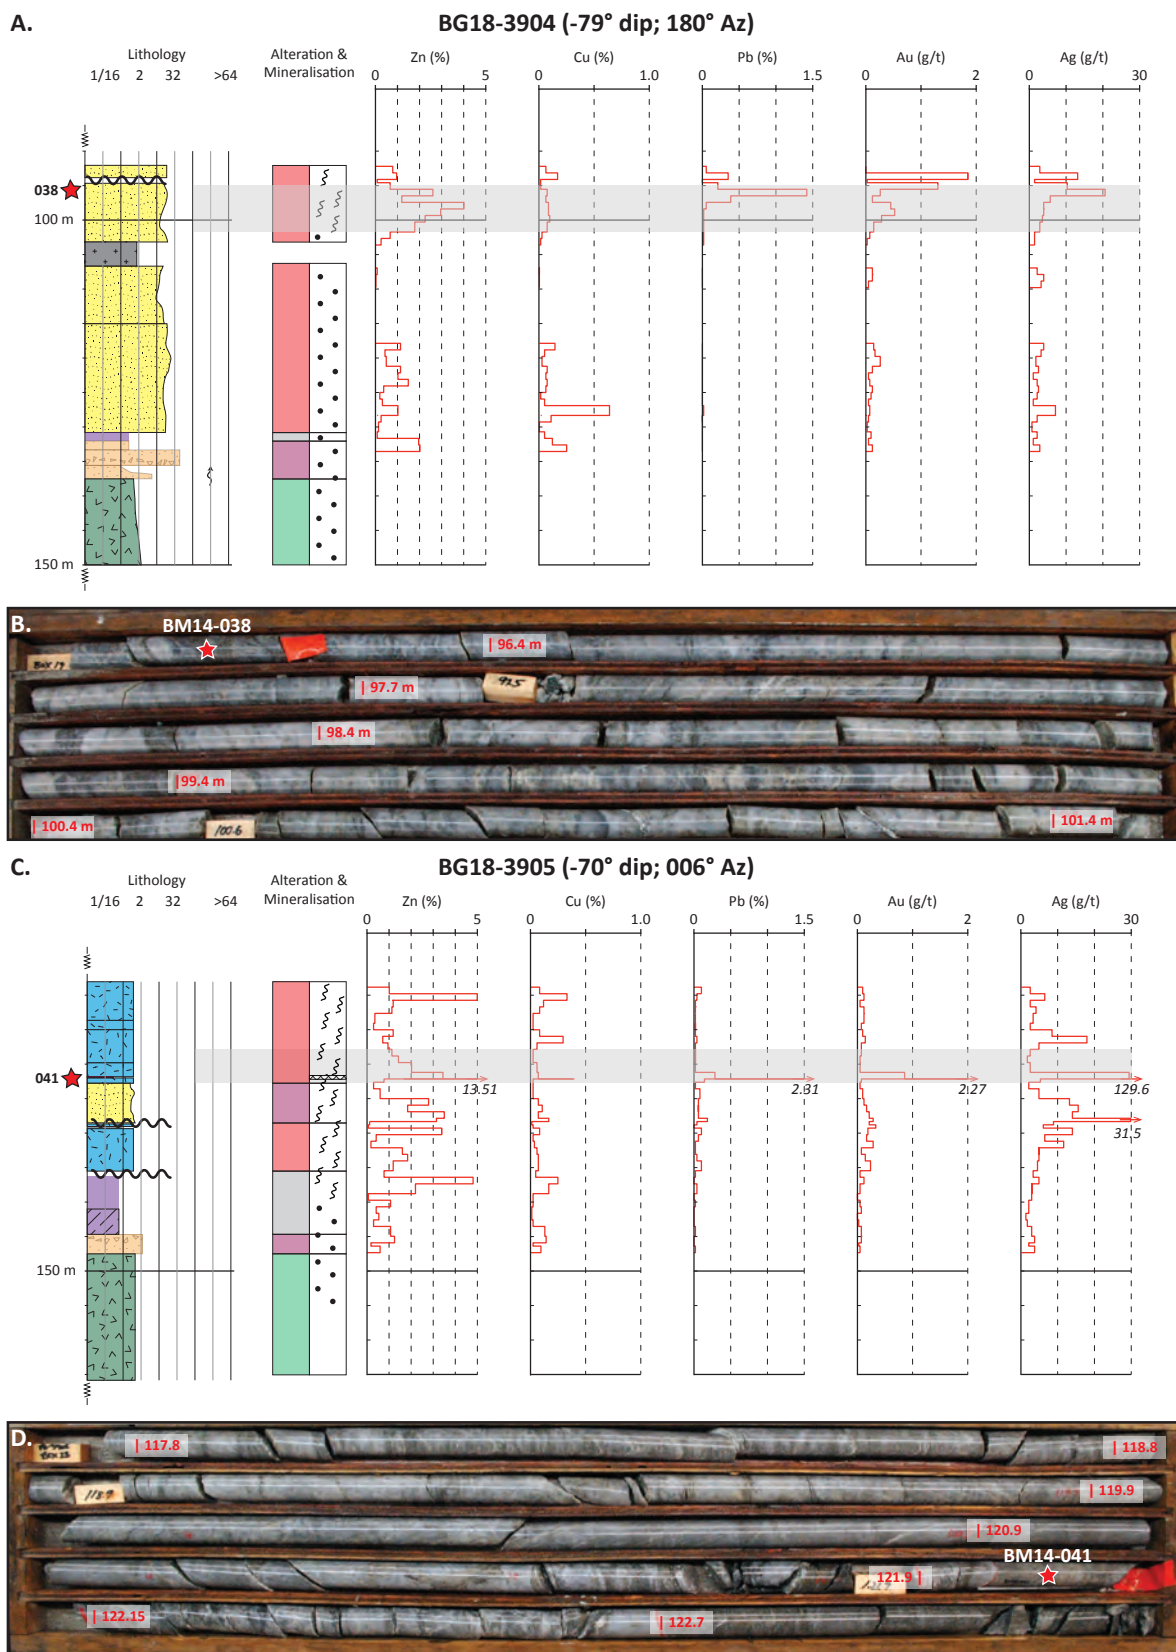 A.
BG18-3904 (-79° dip; 180° Az)
Lithology
1/16 2 32 >64
Alteration &
Mineralisation
Zn (%)
0 5
Cu (%)
0 1.0
Pb (%)
0 1.5
Au (g/t)
0 2
Ag (g/t)
0 30
038
100 m
150 m
B.
BM14-038
BOX 19
| 96.4 m
| 97.7 m
| 98.4 m
|99.4 m
| 100.4 m
100.6
| 101.4 m
C.
BG18-3905 (-70° dip; 006° Az)
Lithology
1/16 2 32 >64
Alteration &
Mineralisation
Zn (%)
0 5
Cu (%)
0 1.0
Pb (%)
0 1.5
Au (g/t)
0 2
Ag (g/t)
0 30
041
13.51 2.31 2.27 129.6
31.5
150 m
D.
| 117.8
| 118.8
| 119.9
| 120.9
BM14-041
121.9 |
| 122.15
| 122.7